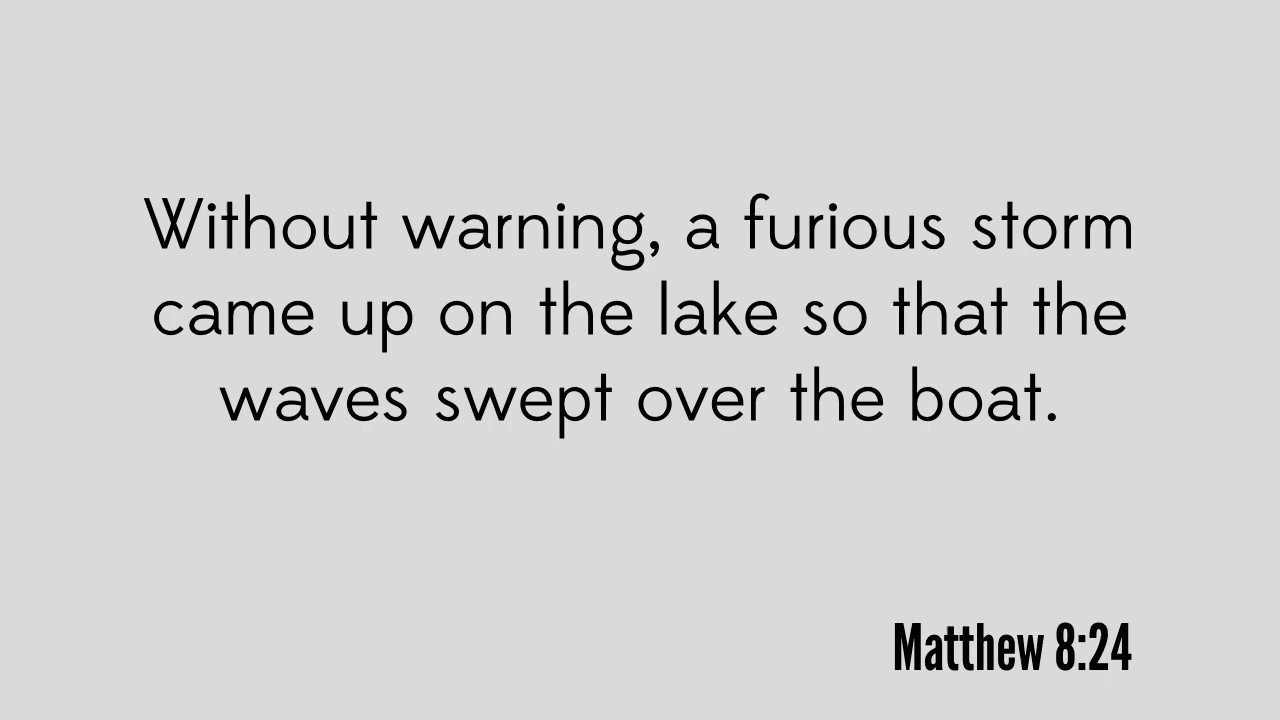 Without warning, a furious storm
came up on the lake so that the
waves swept over the boat.
Matthew 8:24